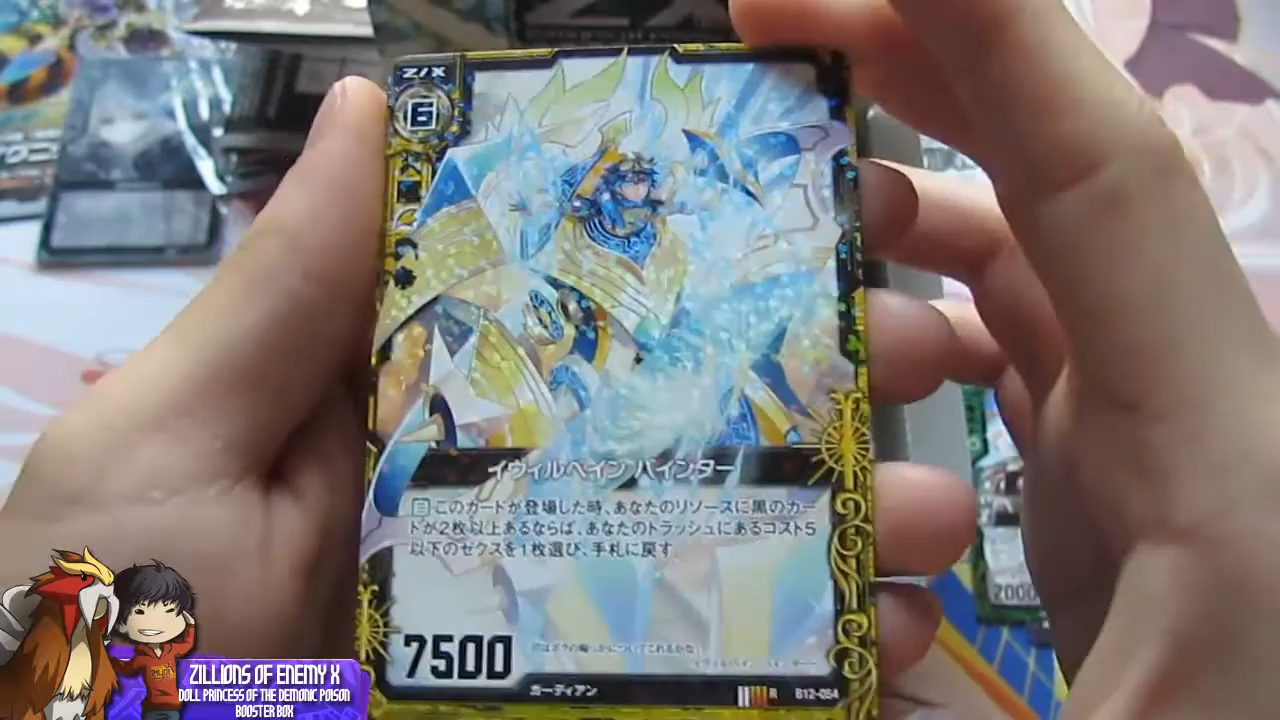 Z/X
6
イヴィルベイン バインター
このカードが登場した時、あなたのリソースに黒のカー
ドが2枚以上あるならば、あなたのトラッシュにあるコスト5
以下のゼクスを1枚選び、手札に戻す
7500
ガーディアン
R B12-054
2000
ZILLIONS OF ENEMY X
DOLL PRINCESS OF THE DEMONIC POISON
BOOSTER BOX